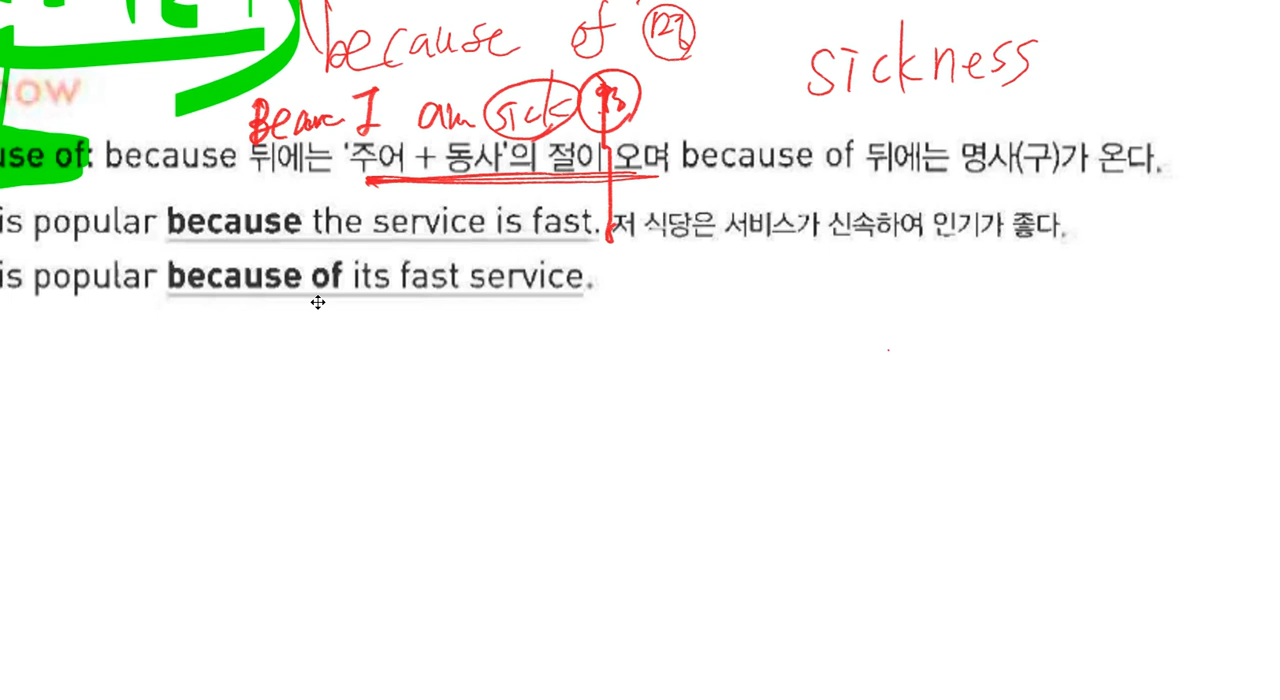 because of
sickness
ow
I am sick
use of: because 뒤에는 '주어 + 동사'의 절이 오며 because of 뒤에는 명사(구)가 온다.
is popular because the service is fast. 저 식당은 서비스가 신속하여 인기가 좋다.
is popular because of its fast service.